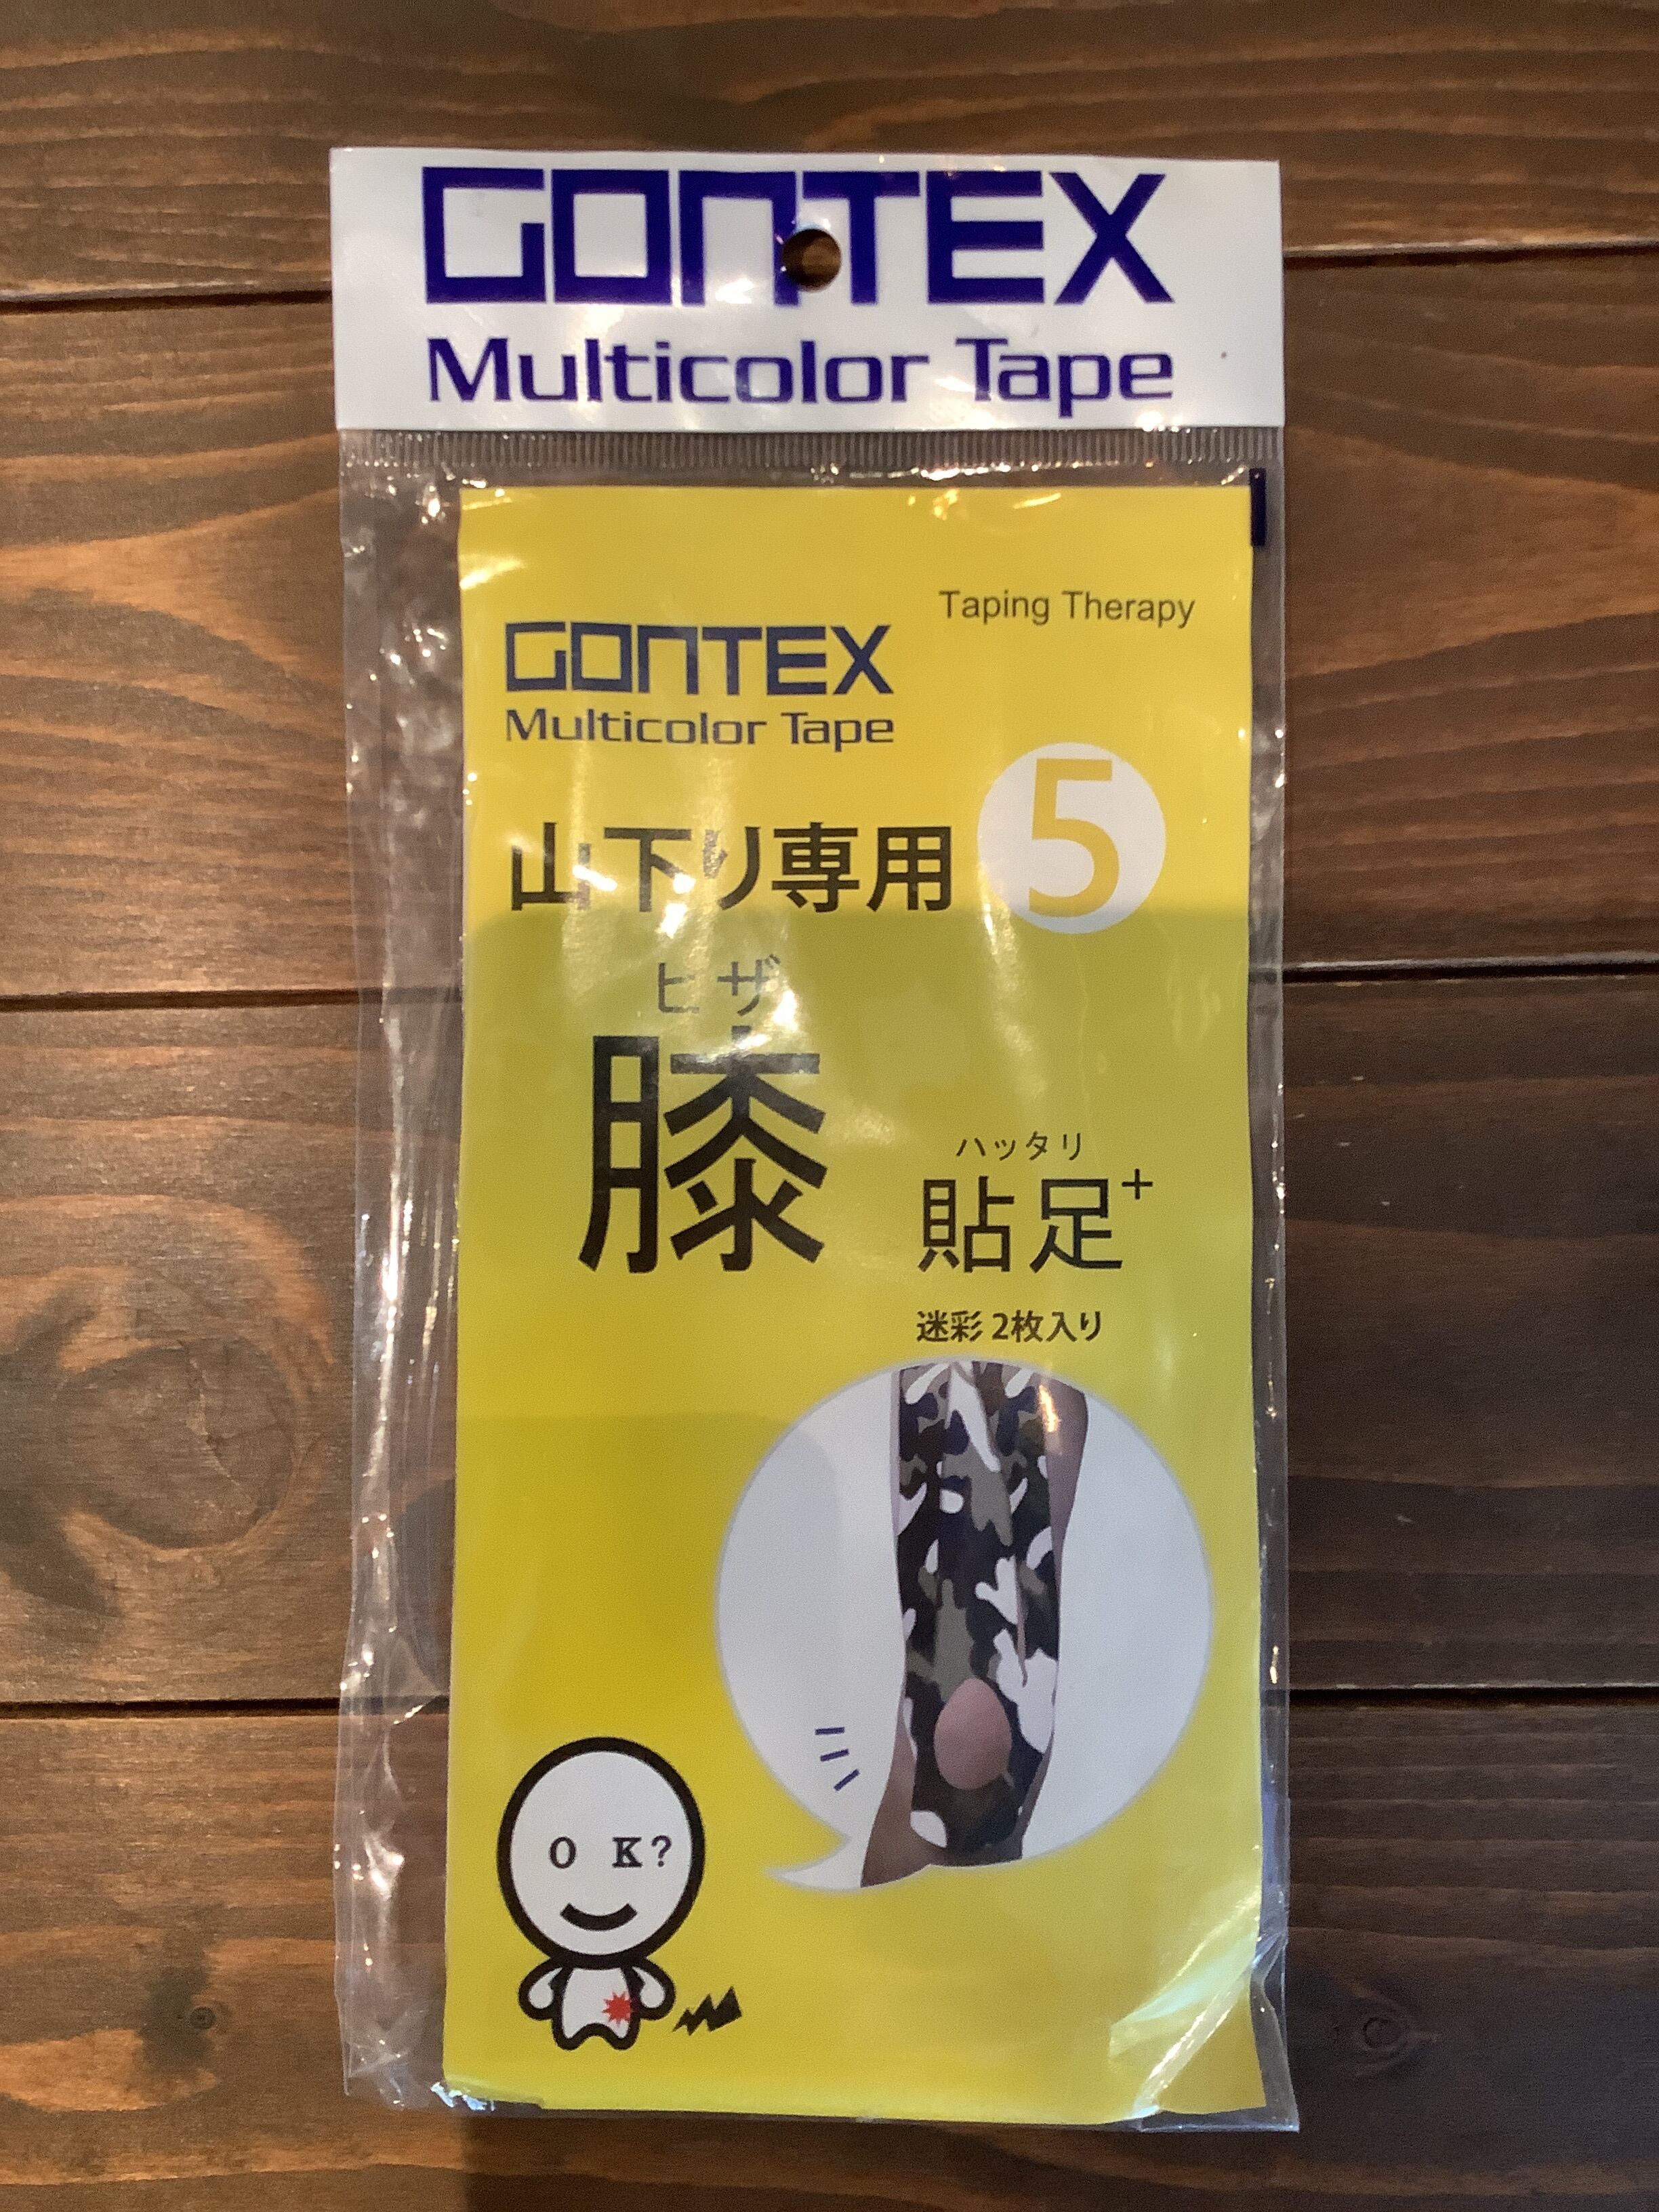 GONTEX
Multicolor Tape
Taping Therapy
GONTEX
Multicolor Tape
山下り専用 5
ヒザ
膝
ハッタリ
貼足+
迷彩 2枚入り
O K?